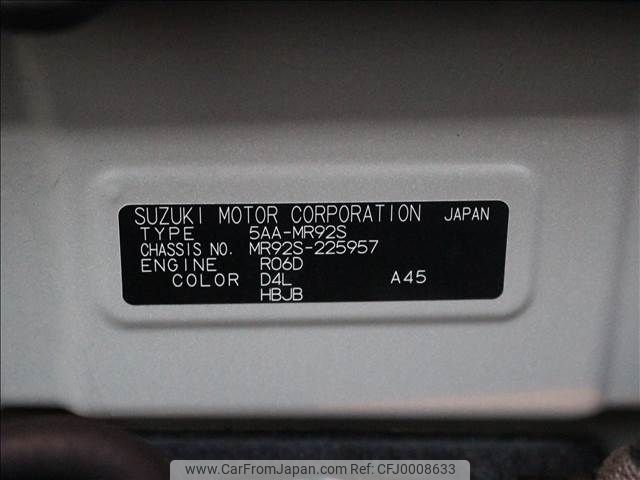 SUZUKI MOTOR CORPORATION JAPAN
TYPE 5AA-MR92S
CHASSIS NO. MR92S-225957
ENGINE R06D
COLOR D4L A45
HBJB
www.CarFromJapan.com CFJ0008633